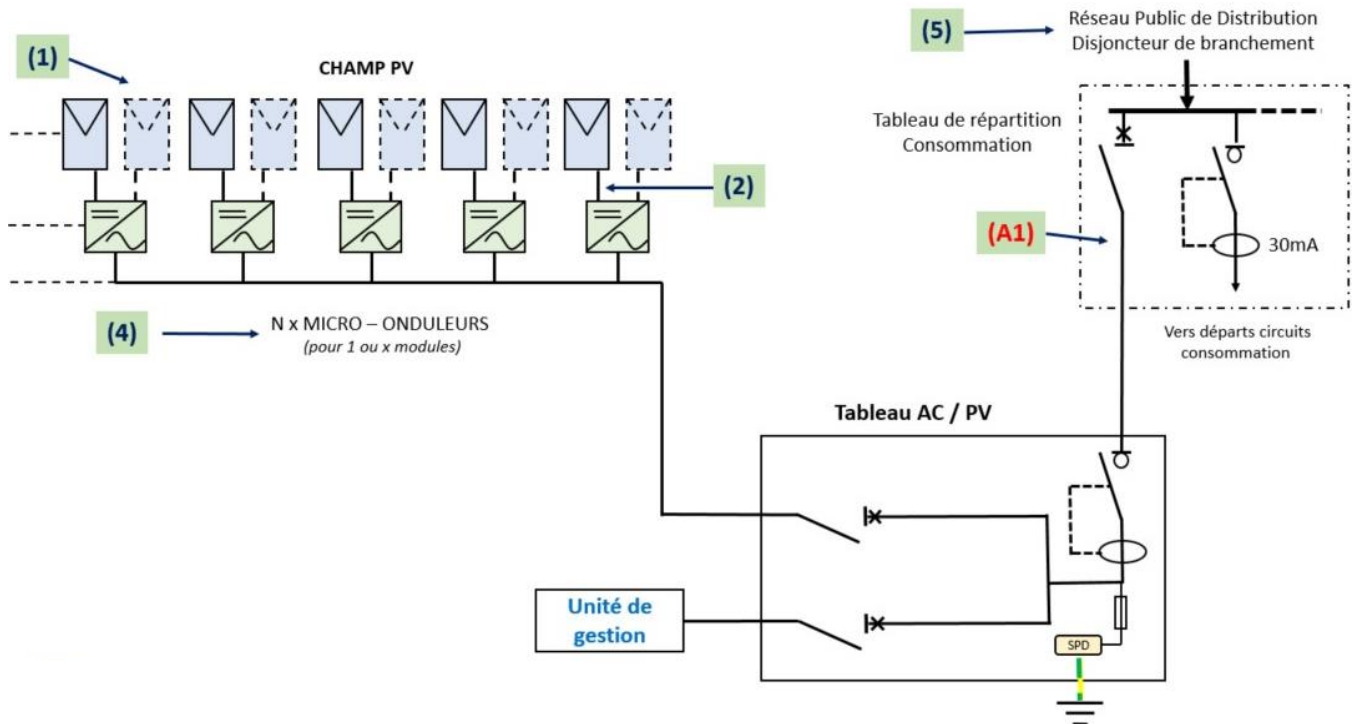 (5)
Réseau Public de Distribution
Disjoncteur de branchement
(1)
CHAMP PV
Tableau de répartition
Consommation
(2)
(A1)
30mA
(4)
N x MICRO – ONDULEURS
(pour 1 ou x modules)
Vers départs circuits
consommation
Tableau AC / PV
Unité de
gestion
SPD